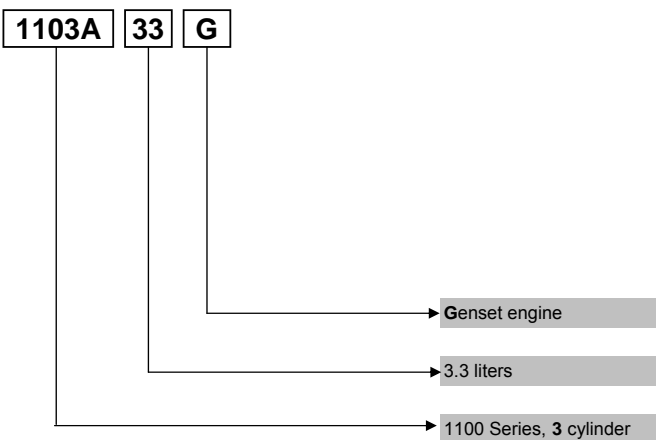 1103A 33 G
Genset engine
3.3 liters
1100 Series, 3 cylinder